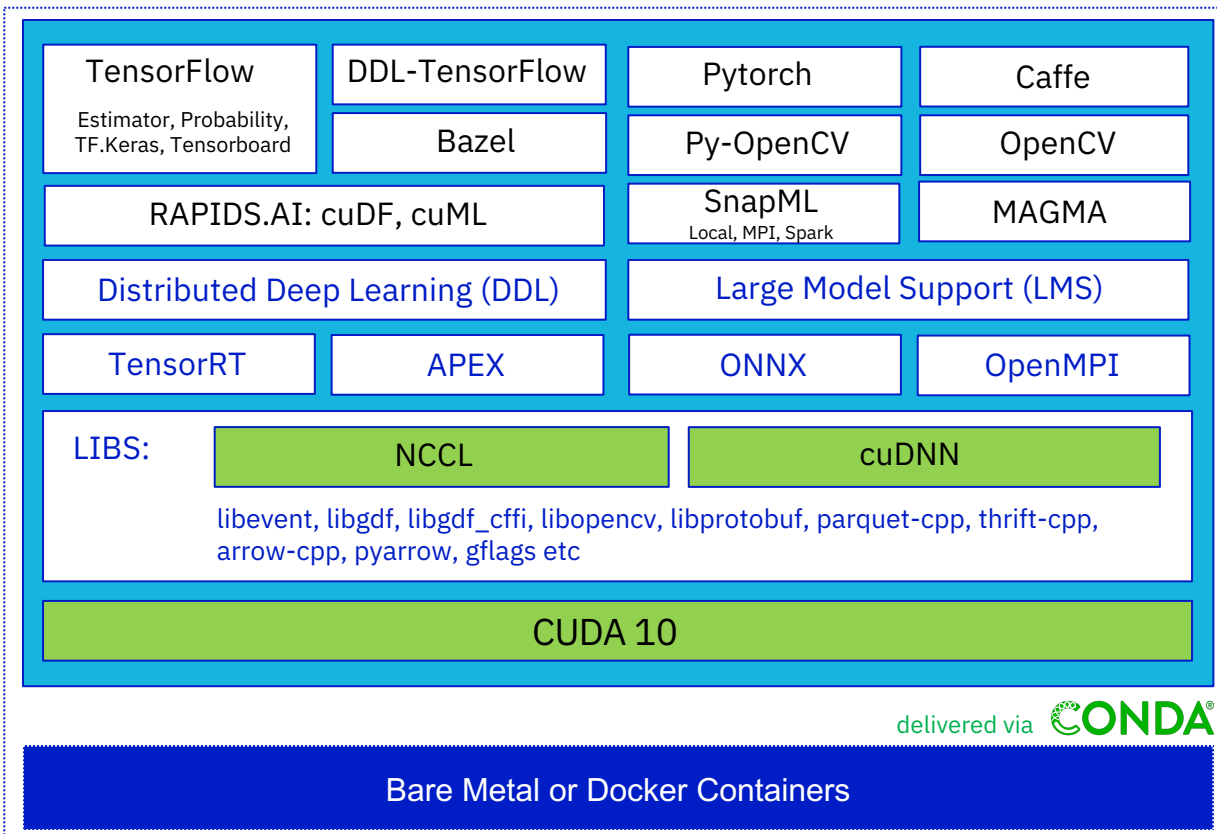 TensorFlow
Estimator, Probability,
TF.Keras, Tensorboard
DDL-TensorFlow
Bazel
Pytorch
Caffe
Py-OpenCV
OpenCV
RAPIDS.AI: cuDF, cuML
SnapML
Local, MPI, Spark
MAGMA
Distributed Deep Learning (DDL)
Large Model Support (LMS)
TensorRT
APEX
ONNX
OpenMPI
LIBS:
NCCL
cuDNN
libevent, libgdf, libgdf_cffi, libopencv, libprotobuf, parquet-cpp, thrift-cpp,
arrow-cpp, pyarrow, gflags etc
CUDA 10
delivered via CONDA®
Bare Metal or Docker Containers